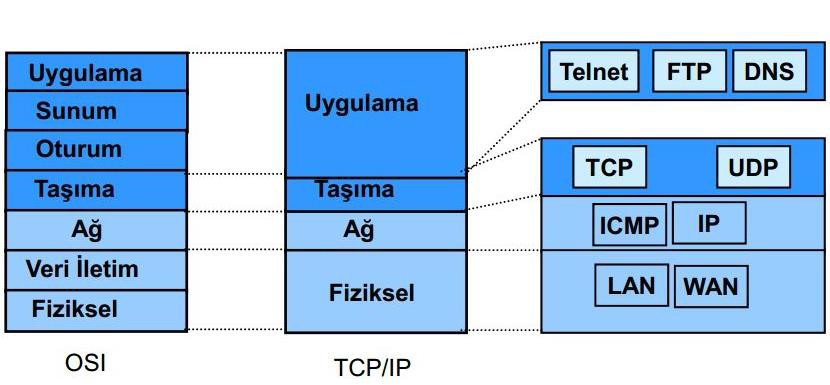 Uygulama
Sunum
Oturum
Taşıma
Ağ
Veri İletim
Fiziksel
OSI
Uygulama
Taşıma
Ağ
Fiziksel
TCP/IP
Telnet FTP DNS
TCP UDP
ICMP IP
LAN WAN